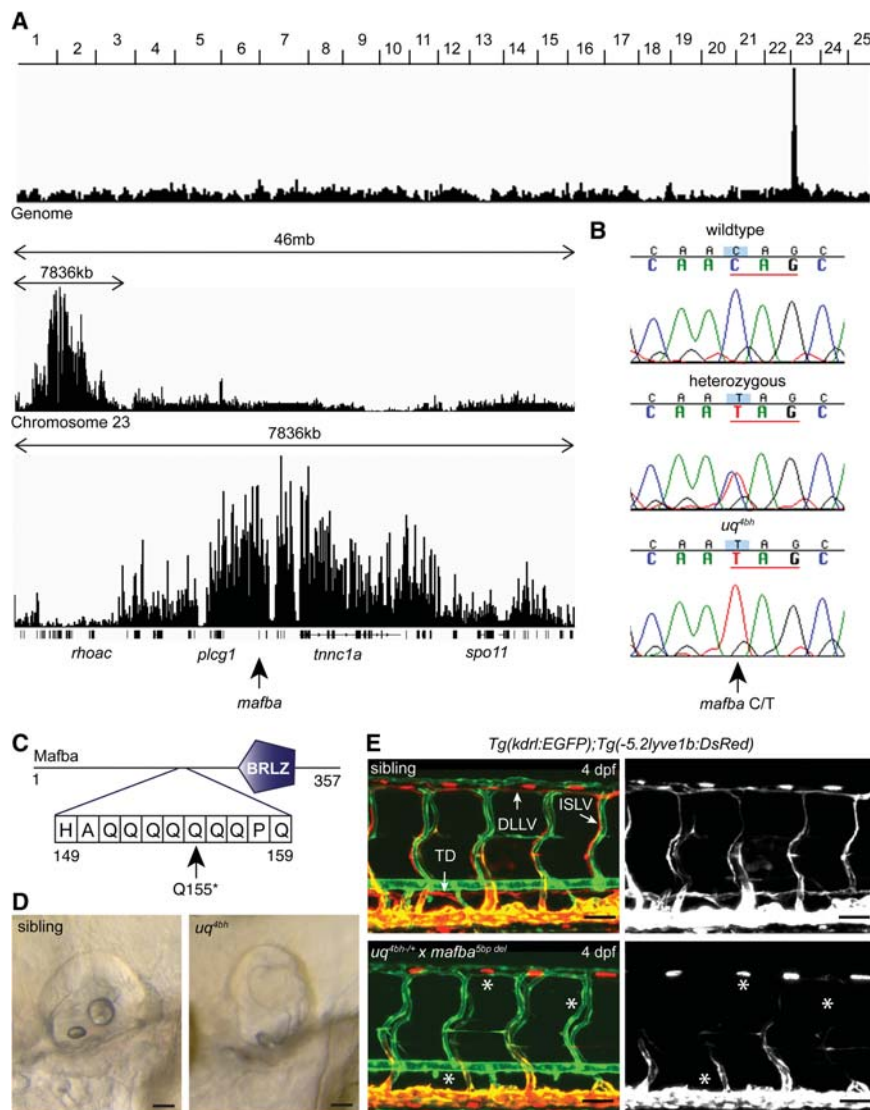 A
1 2 3 4 5 6 7 8 9 10 11 12 13 14 15 16 17 18 19 20 21 22 23 24 25
Genome
46mb
7836kb
Chromosome 23
7836kb
rhoac plcg1 tnnc1a spo11
mafba
B
wildtype
C A A C A G C
C A A C A G C
heterozygous
C A A T A G C
C A A T A G C
uq4bh
C A A T A G C
C A A T A G C
mafba C/T
C
Mafba
BRLZ
1 357
H A Q Q Q Q Q Q Q P Q
149 159
Q155*
D
sibling
uq4bh
E
Tg(kdrl:EGFP);Tg(-5.2lyve1b:DsRed)
sibling 4 dpf
DLLV
ISLV
TD
uq4bh-/+ x mafba5bp del 4 dpf
* * *
* * *